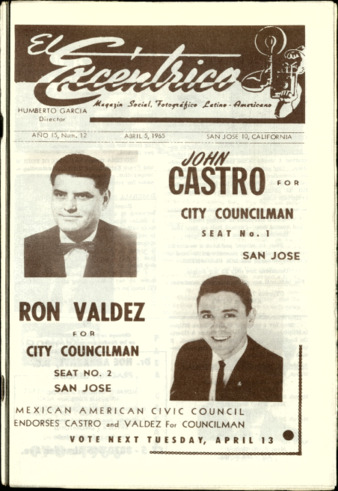 El
Excéntrico
Magazin Social, Fotográfico Latino-Americano
HUMBERTO GARCIA
Director
AÑO 15, Num. 12 APRIL 5, 1965 SAN JOSE 10, CALIFORNIA
JOHN
CASTRO FOR
CITY COUNCILMAN
SEAT No. 1
SAN JOSE
RON VALDEZ
FOR
CITY COUNCILMAN
SEAT NO. 2
SAN JOSE
MEXICAN AMERICAN CIVIC COUNCIL
ENDORSES CASTRO and VALDEZ For COUNCILMAN
VOTE NEXT TUESDAY, APRIL 13